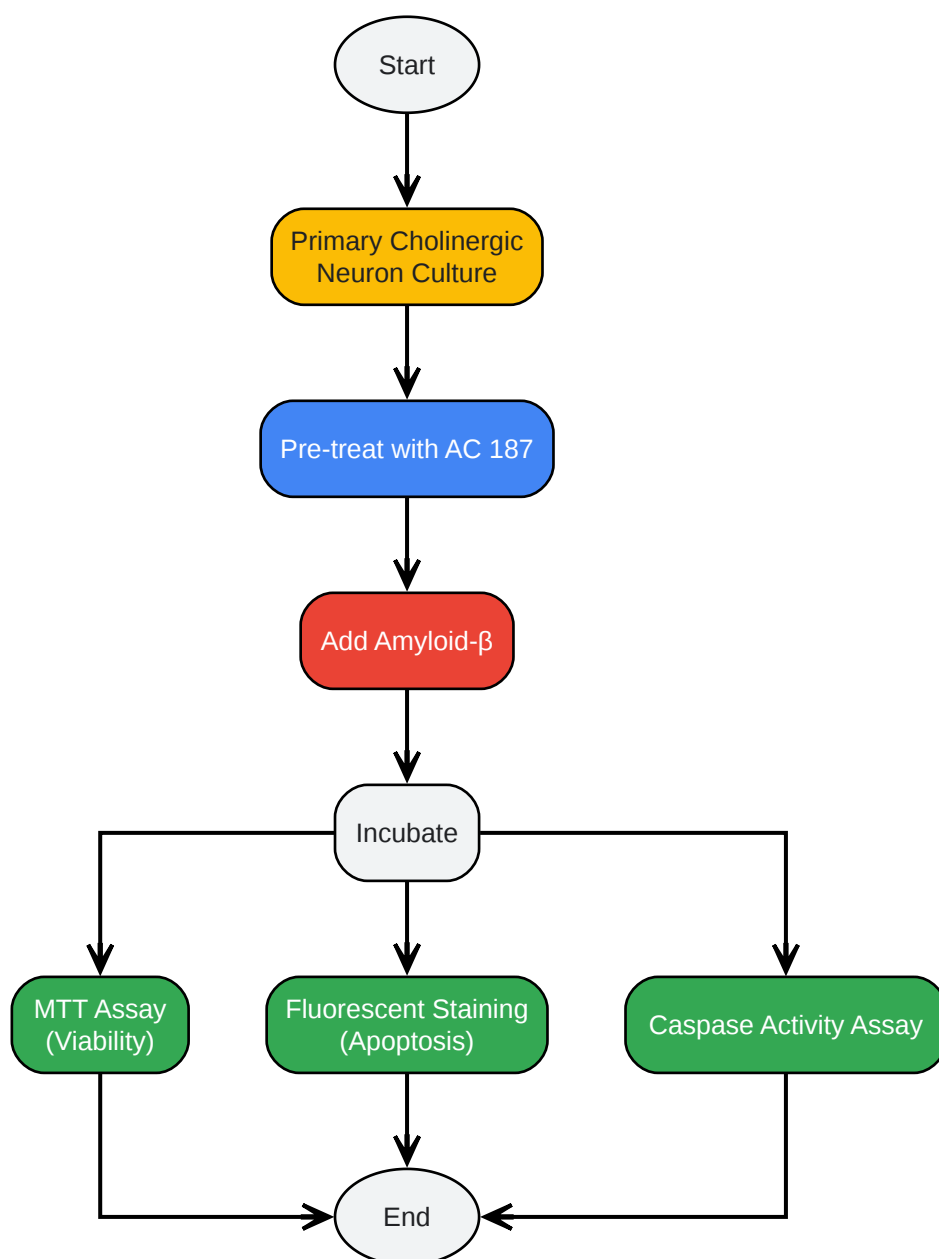 Start
Primary Cholinergic
Neuron Culture
Pre-treat with AC 187
Add Amyloid-β
Incubate
MTT Assay
(Viability)
Fluorescent Staining
(Apoptosis)
Caspase Activity Assay
End